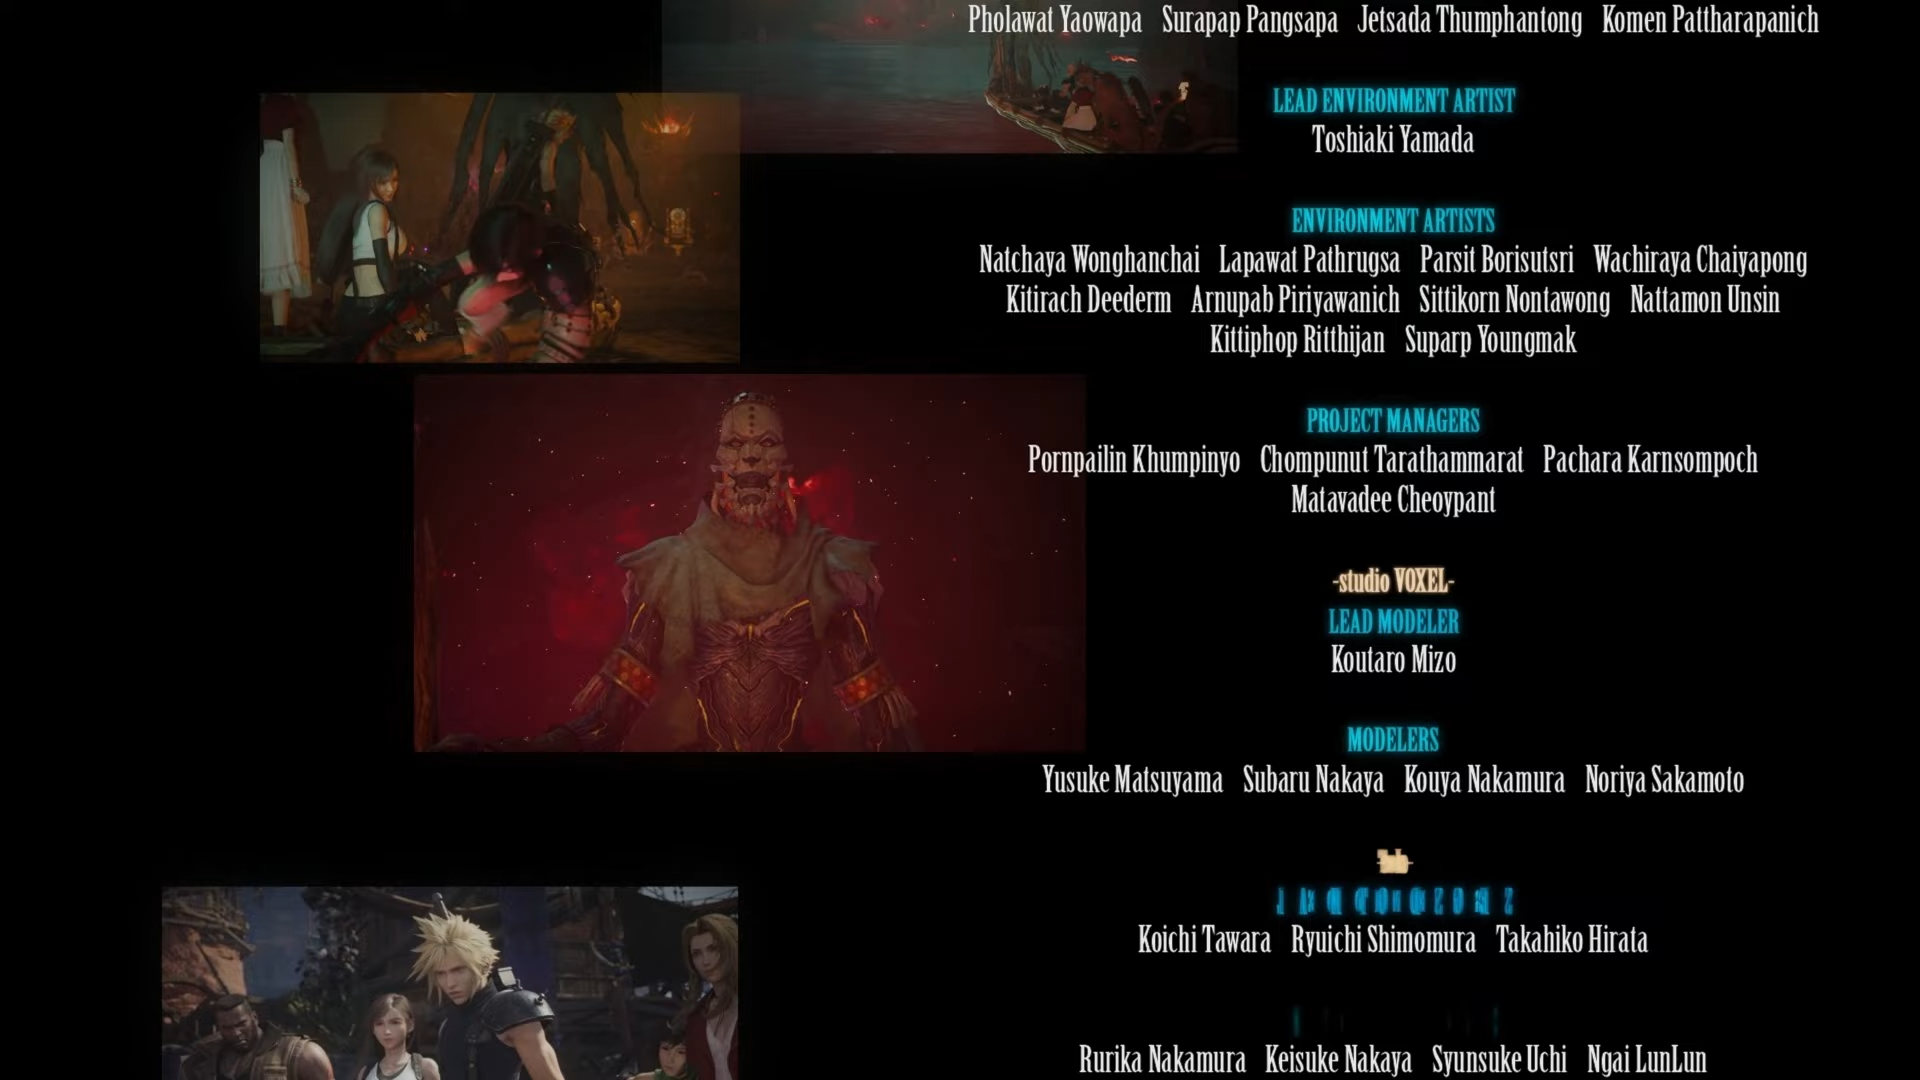 Pholawat Yaowapa Surapap Pangsapa Jetsada Thumphantong Komen Pattharapanich
LEAD ENVIRONMENT ARTIST
Toshiaki Yamada
ENVIRONMENT ARTISTS
Natchaya Wonghanchai Lapawat Pathrugsa Parsit Borisutsri Wachiraya Chaiyapong
Kitirach Deederm Arnupab Piriyawanich Sittikorn Nontawong Nattamon Unsin
Kittiphop Ritthijan Suparp Youngmak
PROJECT MANAGERS
Pornpailin Khumpinyo Chompunut Tarathammarat Pachara Karnsompoch
Matavadee Cheoypant
-studio VOXEL-
LEAD MODELER
Koutaro Mizo
MODELERS
Yusuke Matsuyama Subaru Nakaya Kouya Nakamura Noriya Sakamoto
Koichi Tawara Ryuichi Shimomura Takahiko Hirata
Rurika Nakamura Keisuke Nakaya Syunsuke Uchi Ngai LunLun